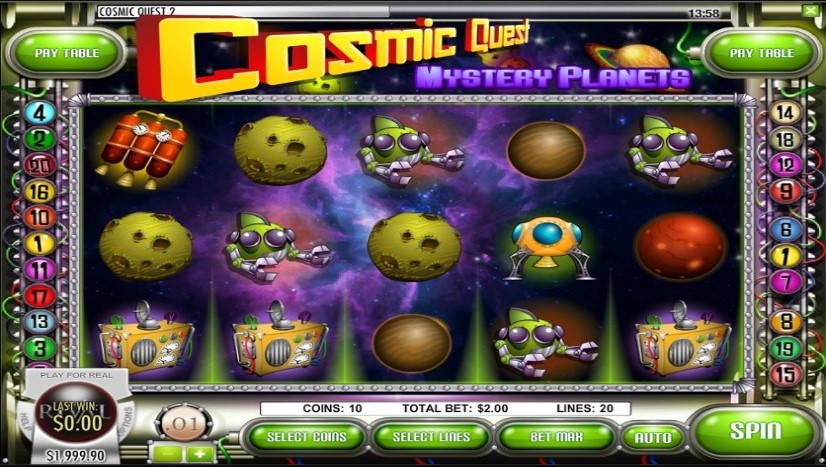 COSMIC QUEST 2
13:58
PAY TABLE
Cosmic Quest
Mystery Planets
PAY TABLE
4
2
20
16
10
1
11
17
13
3
14
18
12
9
6
1
7
8
19
15
PLAY FOR REAL
LAST WIN:
$0.00
HELP
OPTIONS
$1,999.90
.01
- +
COINS: 10 TOTAL BET: $2.00 LINES: 20
SELECT COINS
SELECT LINES
BET MAX
AUTO
SPIN